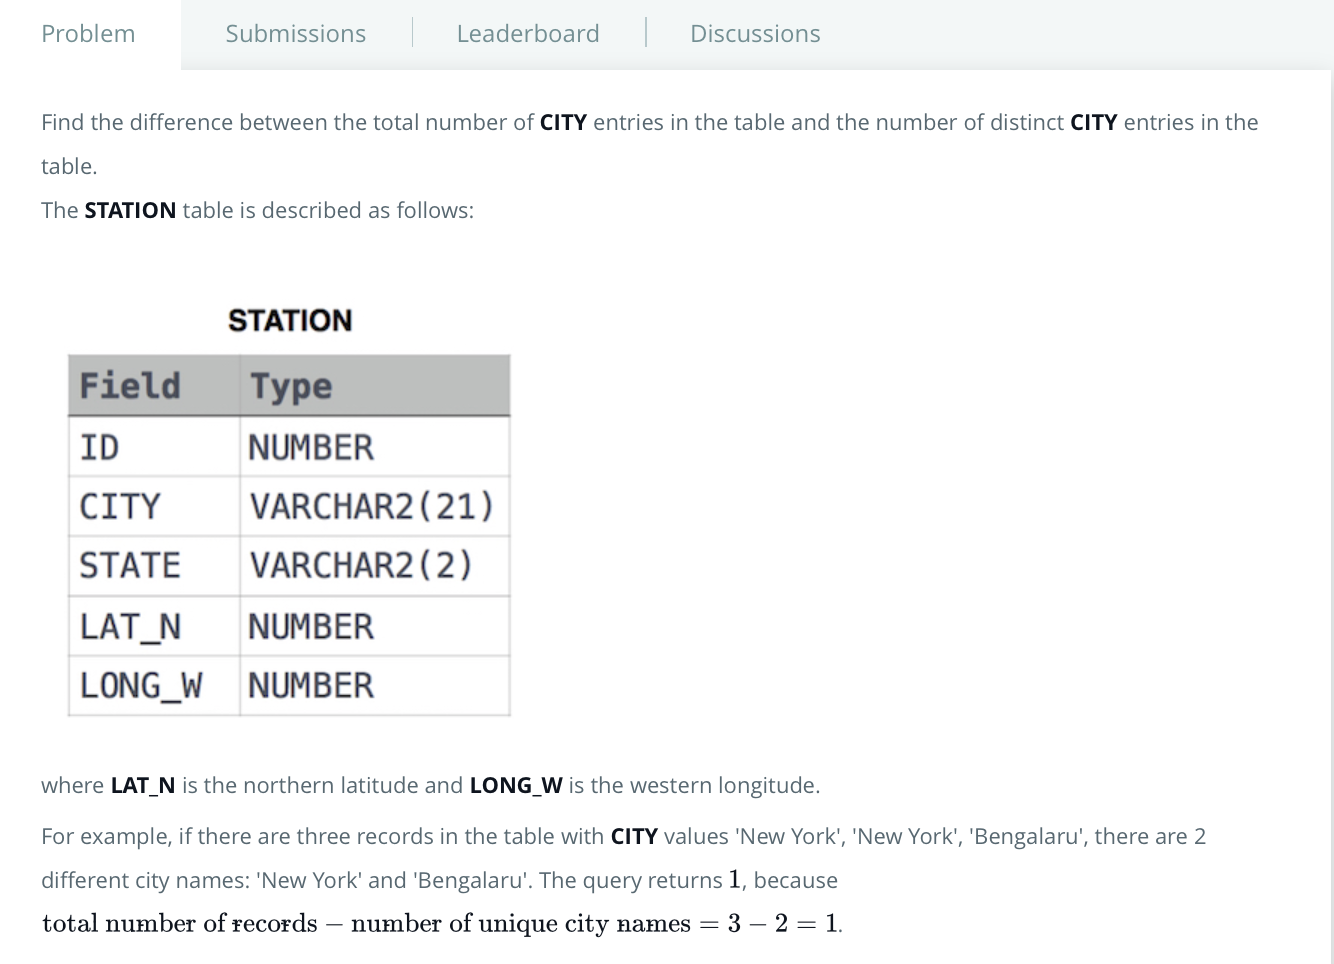 Problem
Submissions
Leaderboard
Discussions
Find the difference between the total number of CITY entries in the table and the number of distinct CITY entries in the
table.
The STATION table is described as follows:
STATION
Field Type
ID NUMBER
CITY VARCHAR2(21)
STATE VARCHAR2(2)
LAT_N NUMBER
LONG_W NUMBER
where LAT_N is the northern latitude and LONG_W is the western longitude.
For example, if there are three records in the table with CITY values 'New York', 'New York', 'Bengalaru', there are 2
different city names: 'New York' and 'Bengalaru'. The query returns 1, because
total number of records − number of unique city names = 3 − 2 = 1.